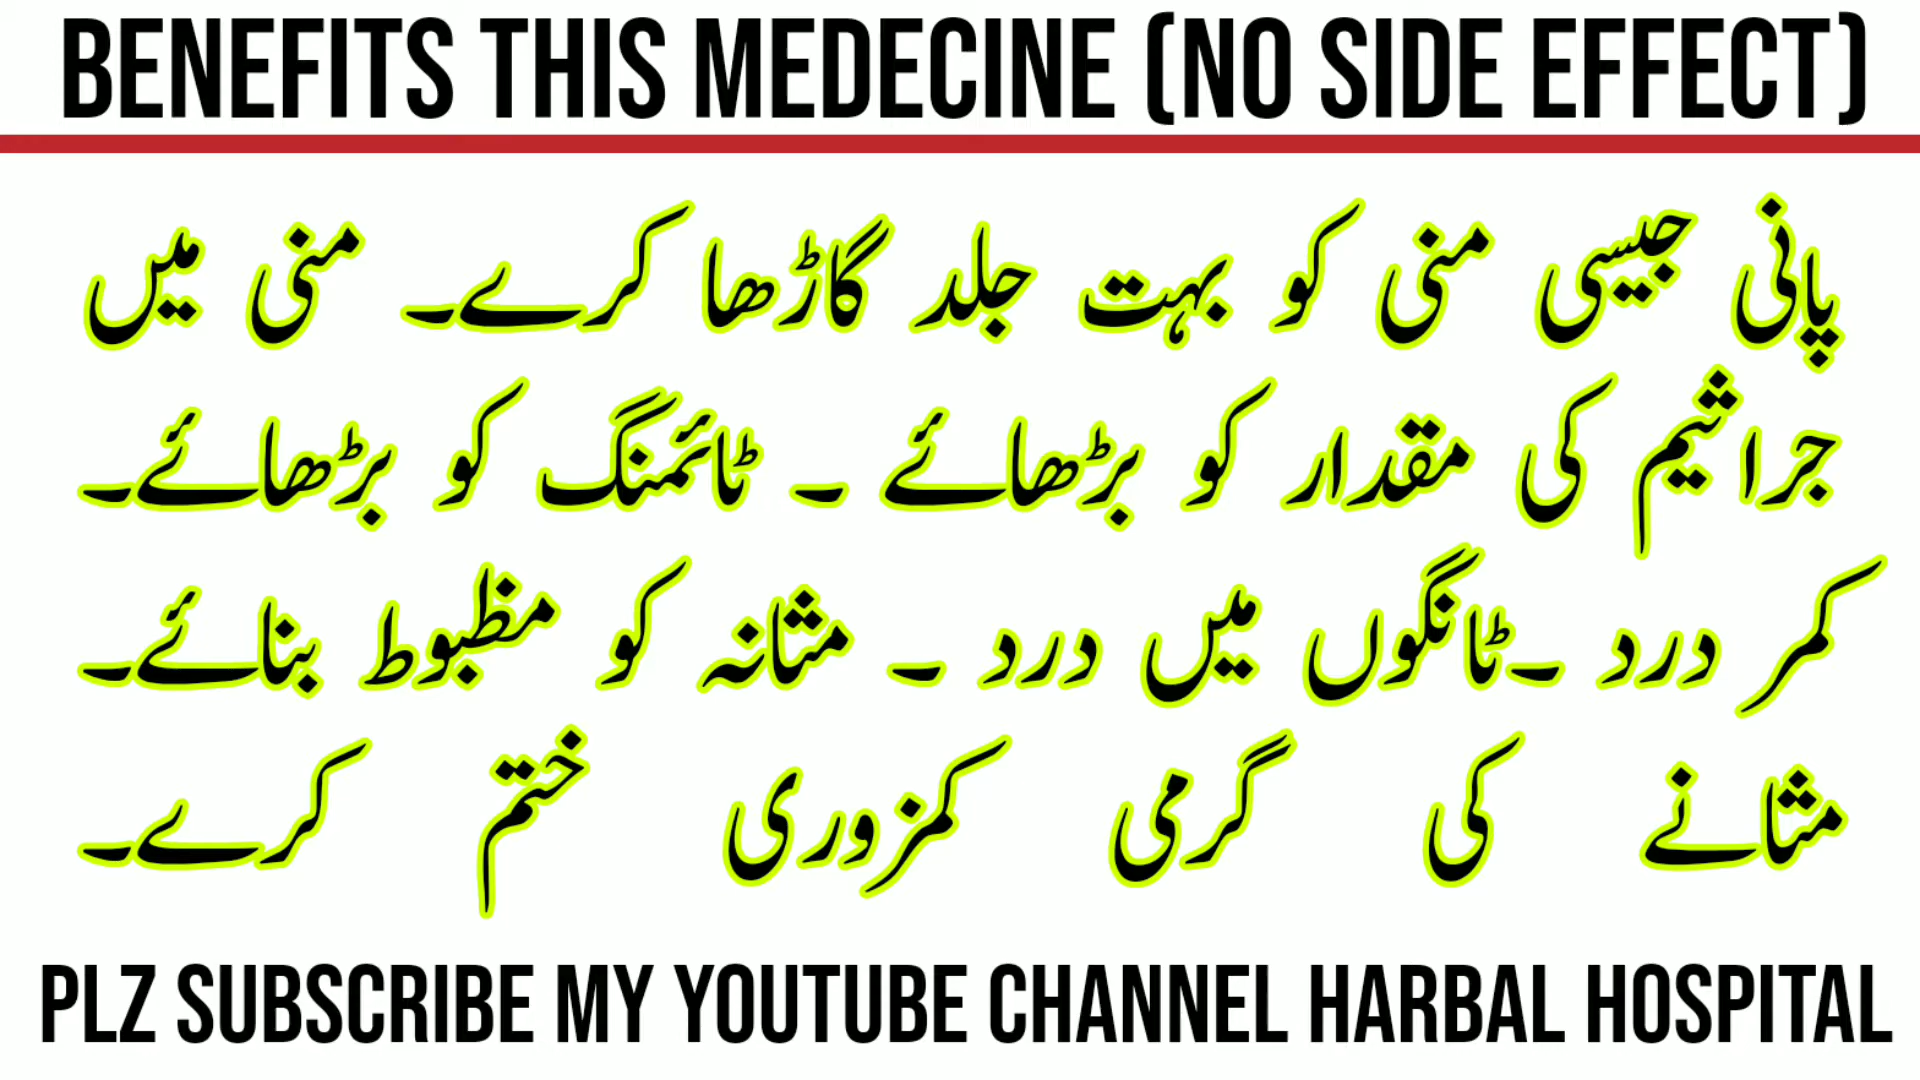 BENEFITS THIS MEDECINE (NO SIDE EFFECT)
پانی جیسی منی کو بہت جلد گاڑھا کرے۔ منی میں
جراثیم کی مقدار کو بڑھائے ۔ ٹائمنگ کو بڑھائے۔
کمر درد ۔ٹانگوں میں درد ۔ مثانہ کو مظبوط بنائے۔
مثانے کی گرمی کمزوری ختم کرے۔
PLZ SUBSCRIBE MY YOUTUBE CHANNEL HARBAL HOSPITAL